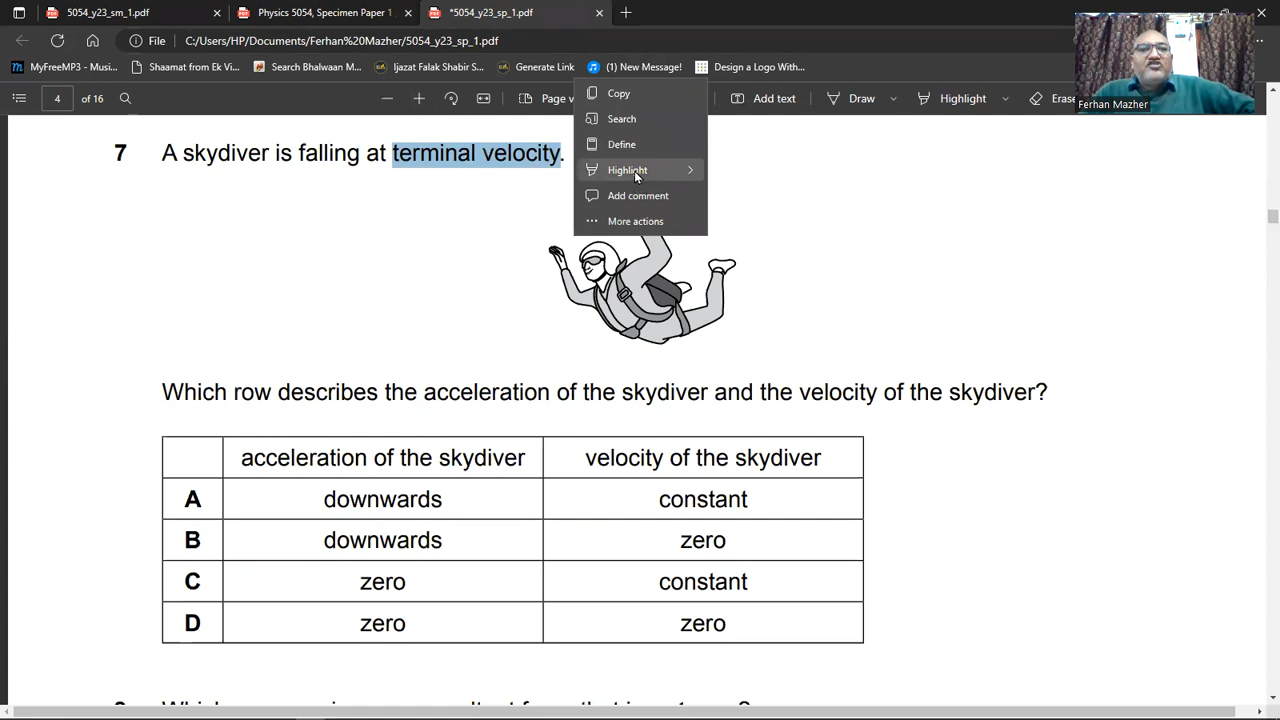 5054_y23_sm_1.pdf
Physics 5054, Specimen Paper 1
*5054_y23_sp_1.pdf
File
C:/Users/HP/Documents/Ferhan%20Mazher/5054_y23_sp_1.pdf
MyFreeMP3 - Musi...
Shaamat from Ek Vi...
Search Bhalwaan M...
Ijazat Falak Sha
Generate Link
(1) New Message!
Design a Logo With...
Ferhan Mazher
4 of 16
Page v
Add text
Draw
Highlight
Erase
Copy
Search
Define
Highlight
Add comment
More actions
7 A skydiver is falling at terminal velocity.
Which row describes the acceleration of the skydiver and the velocity of the skydiver?
acceleration of the skydiver velocity of the skydiver
A downwards constant
B downwards zero
C zero constant
D zero zero